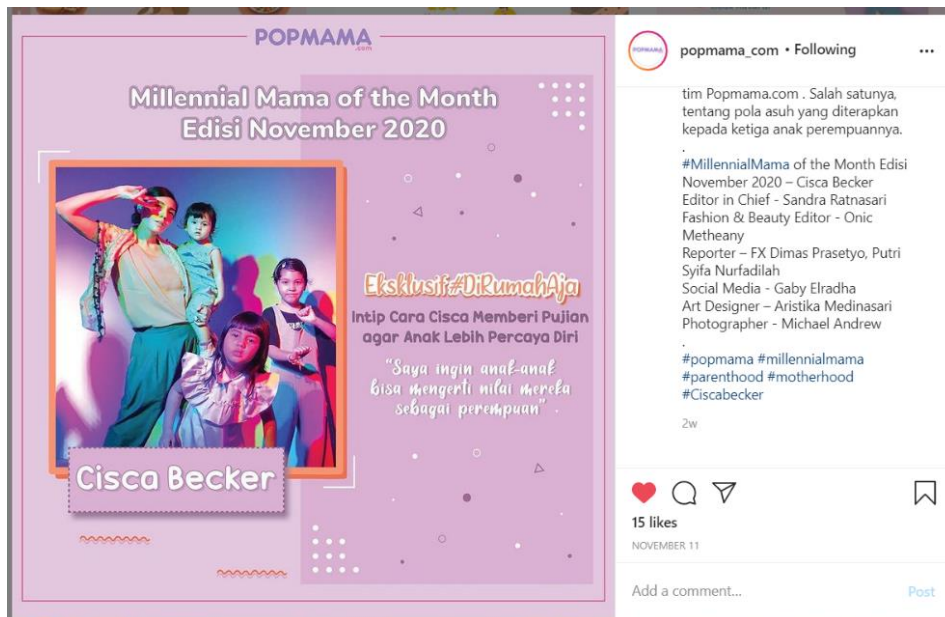 POPMAMA
.com
Millennial Mama of the Month
Edisi November 2020
Eksklusif#DiRumahAja
Intip Cara Cisca Memberi Pujian
agar Anak Lebih Percaya Diri
"Saya ingin anak-anak
bisa mengerti nilai mereka
sebagai perempuan".
Cisca Becker
POPMAMA
popmama_com • Following
tim Popmama.com . Salah satunya,
tentang pola asuh yang diterapkan
kepada ketiga anak perempuannya.
.
#MillennialMama of the Month Edisi
November 2020 – Cisca Becker
Editor in Chief - Sandra Ratnasari
Fashion & Beauty Editor - Onic
Metheany
Reporter – FX Dimas Prasetyo, Putri
Syifa Nurfadilah
Social Media - Gaby Elradha
Art Designer – Aristika Medinasari
Photographer - Michael Andrew
.
#popmama #millennialmama
#parenthood #motherhood
#Ciscabecker
2w
15 likes
NOVEMBER 11
Add a comment...
Post